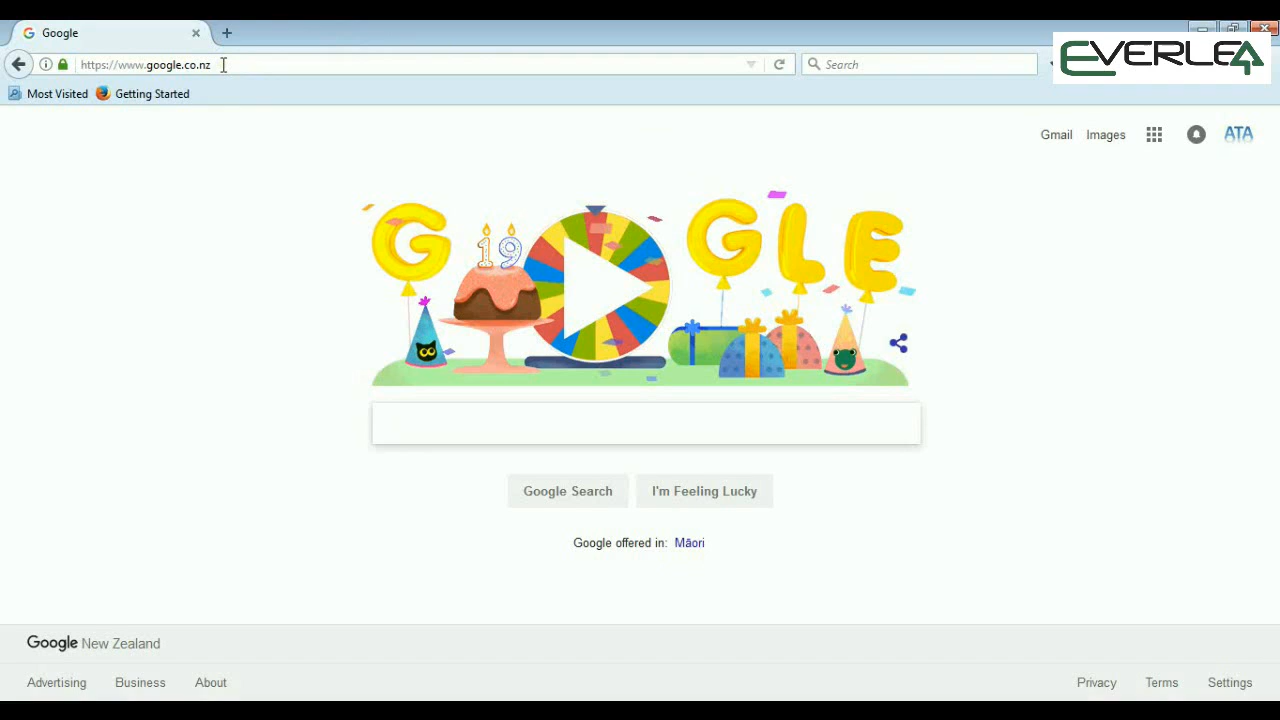 Google
https://www.google.co.nz
Search
EVERLEA
Most Visited
Getting Started
Gmail
Images
ATA
G GLE
19
Google Search
I'm Feeling Lucky
Google offered in: Māori
Google New Zealand
Advertising
Business
About
Privacy
Terms
Settings